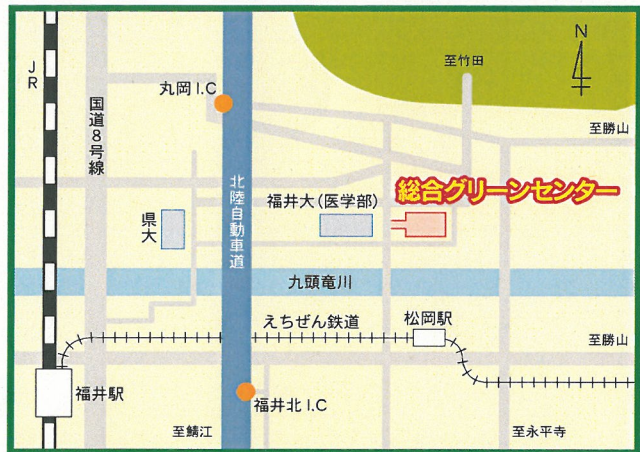 N
至竹田
JR
丸岡I.C
国道8号線
至勝山
北陸自動車道
総合グリーンセンター
福井大(医学部)
県大
九頭竜川
えちぜん鉄道
松岡駅
至勝山
福井駅
福井北I.C
至鯖江
至永平寺